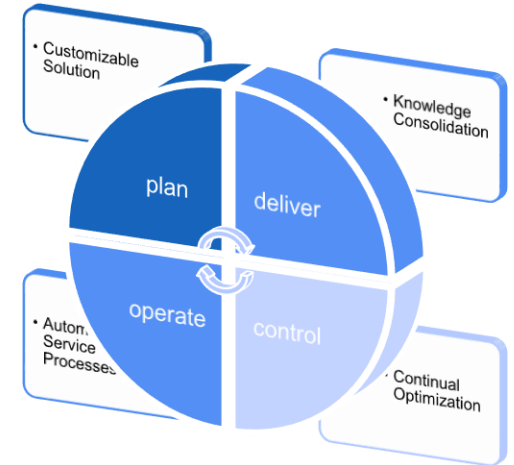 • Customizable
Solution
• Knowledge
Consolidation
plan
deliver
operate
control
Service
Processes
• Continual
Optimization